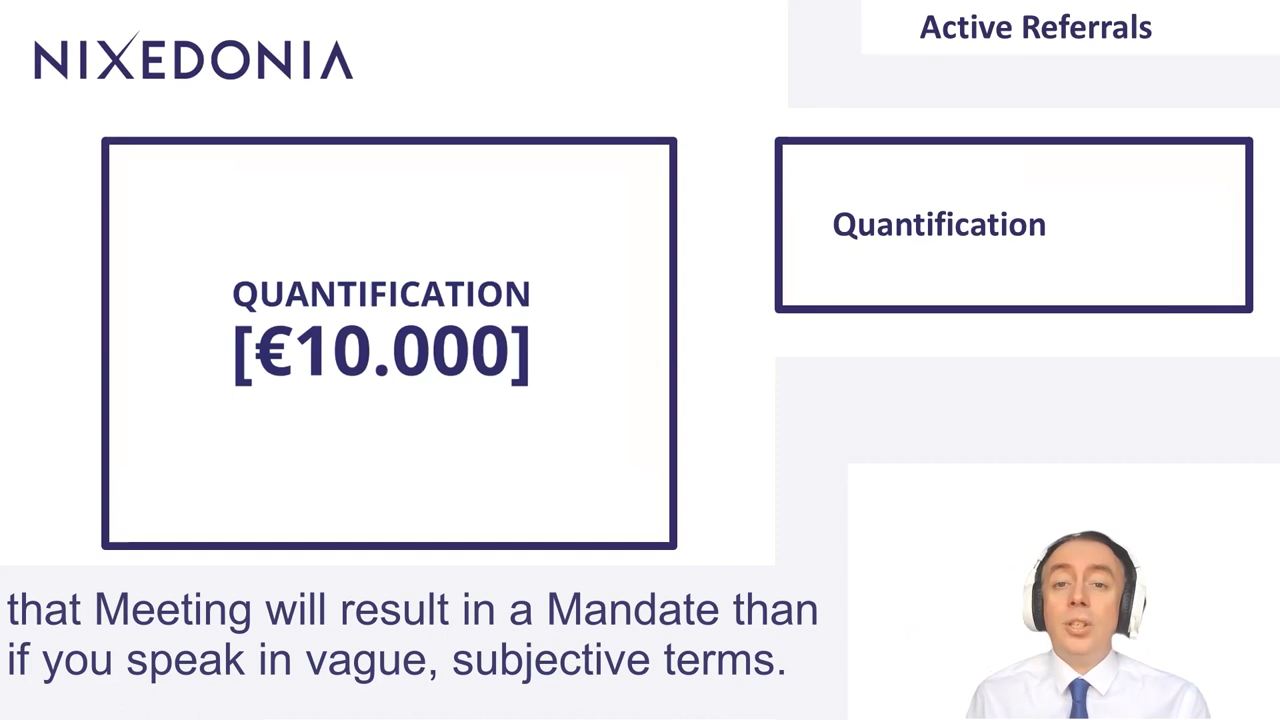 NIXEDONIA
Active Referrals
QUANTIFICATION
[€10.000]
Quantification
that Meeting will result in a Mandate than
if you speak in vague, subjective terms.